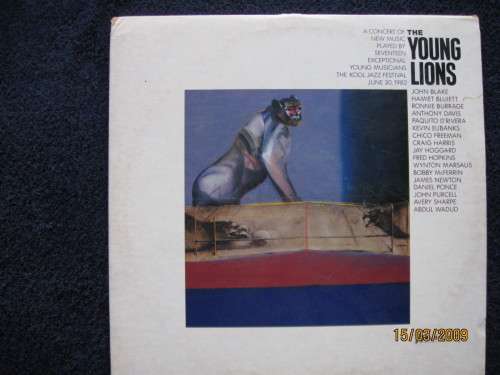 A CONCERT OF
NEW MUSIC
PLAYED BY
SEVENTEEN
EXCEPTIONAL
YOUNG MUSICIANS
THE KOOL JAZZ FESTIVAL
JUNE 30, 1982
THE
YOUNG
LIONS
JOHN BLAKE
HAMIET BLUIETT
RONNIE BURRAGE
ANTHONY DAVIS
PAQUITO D'RIVERA
KEVIN EUBANKS
CHICO FREEMAN
CRAIG HARRIS
JAY HOGGARD
FRED HOPKINS
WYNTON MARSALIS
BOBBY McFERRIN
JAMES NEWTON
DANIEL PONCE
JOHN PURCELL
AVERY SHARPE
ABDUL WADUD
15/03/2009